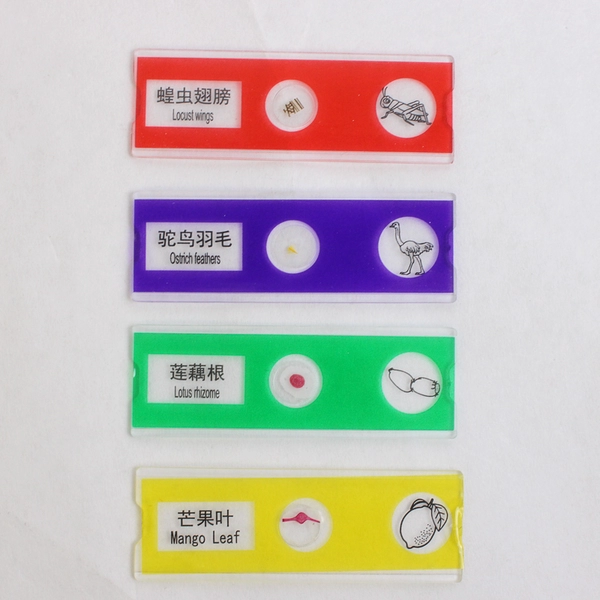 蝗虫翅膀
Locust wings
驼鸟羽毛
Ostrich feathers
莲藕根
Lotus rhizome
芒果叶
Mango Leaf